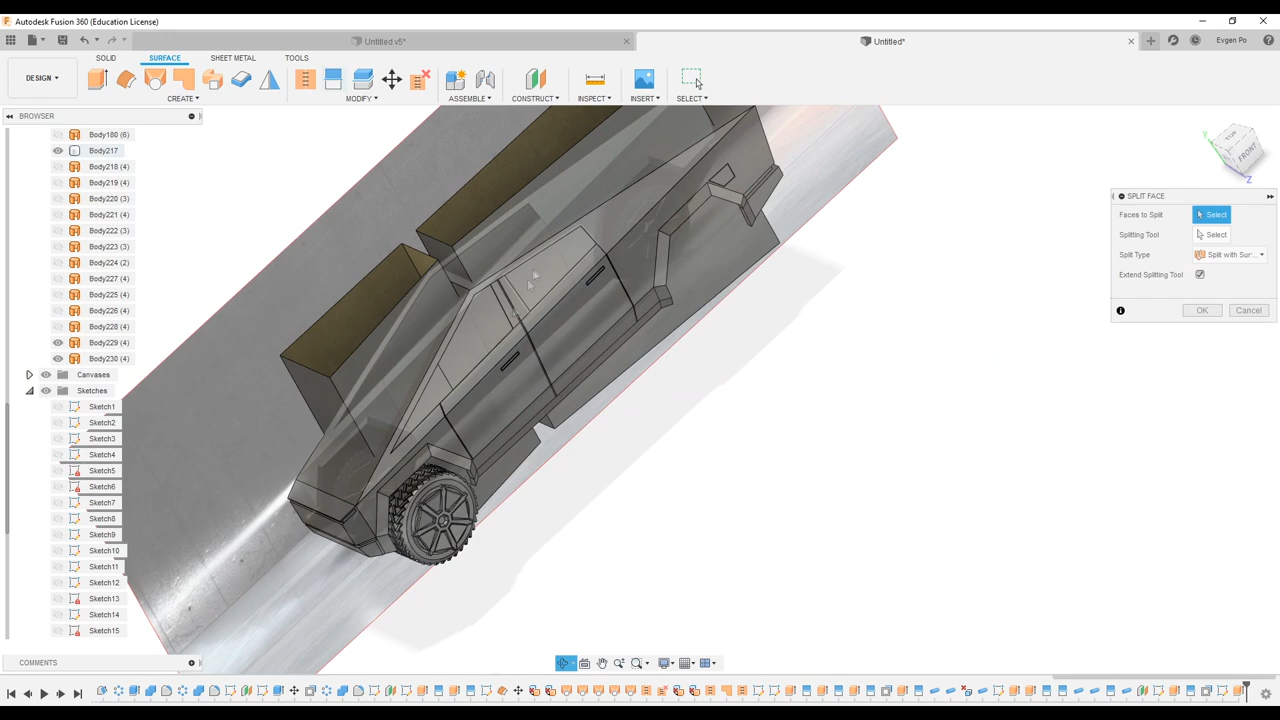 Autodesk Fusion 360 (Education License)
Untitled v5*
Untitled*
Evgen Po
DESIGN ▾
SOLID
SURFACE
SHEET METAL
TOOLS
CREATE ▾
MODIFY ▾
ASSEMBLE ▾
CONSTRUCT ▾
INSPECT ▾
INSERT ▾
SELECT ▾
BROWSER
Body180 (6)
Body217
Body218 (4)
Body219 (4)
Body220 (3)
Body221 (4)
Body222 (3)
Body223 (3)
Body224 (2)
Body227 (4)
Body225 (4)
Body226 (4)
Body228 (4)
Body229 (4)
Body230 (4)
Canvases
Sketches
Sketch1
Sketch2
Sketch3
Sketch4
Sketch5
Sketch6
Sketch7
Sketch8
Sketch9
Sketch10
Sketch11
Sketch12
Sketch13
Sketch14
Sketch15
COMMENTS
TOP
FRONT
Y
Z
SPLIT FACE
Faces to Split Select
Splitting Tool Select
Split Type Split with Sur...
Extend Splitting Tool
OK Cancel